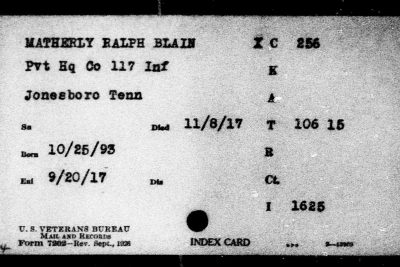 MATHERLY RALPH BLAIN X C 256
Pvt Hq Co 117 Inf K
Jonesboro Tenn A
Sn Died 11/8/17 T 106 15
Born 10/25/93 R
Enl 9/20/17 Dis Ct.
I 1625
U. S. VETERANS BUREAU
MAIL AND RECORDS
Form 7202—Rev. Sept., 1926
INDEX CARD